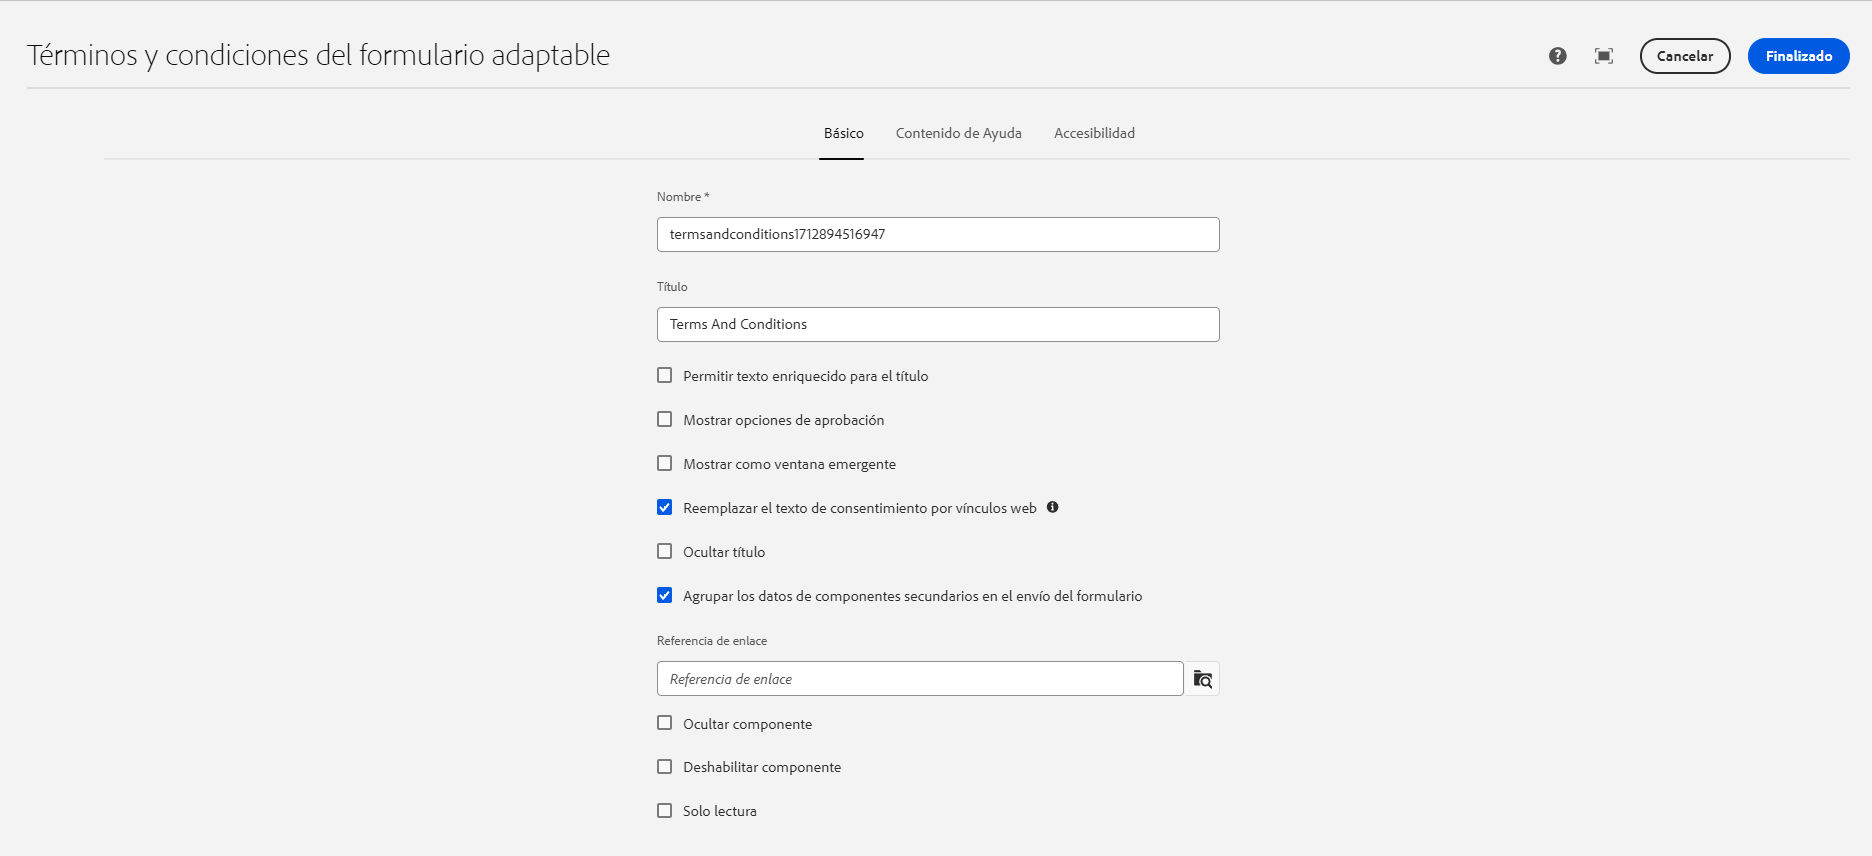 Términos y condiciones del formulario adaptable
Cancelar
Finalizado
Básico
Contenido de Ayuda
Accesibilidad
Nombre *
termsandconditions1712894516947
Título
Terms And Conditions
Permitir texto enriquecido para el título
Mostrar opciones de aprobación
Mostrar como ventana emergente
Reemplazar el texto de consentimiento por vínculos web
Ocultar título
Agrupar los datos de componentes secundarios en el envío del formulario
Referencia de enlace
Referencia de enlace
Ocultar componente
Deshabilitar componente
Solo lectura